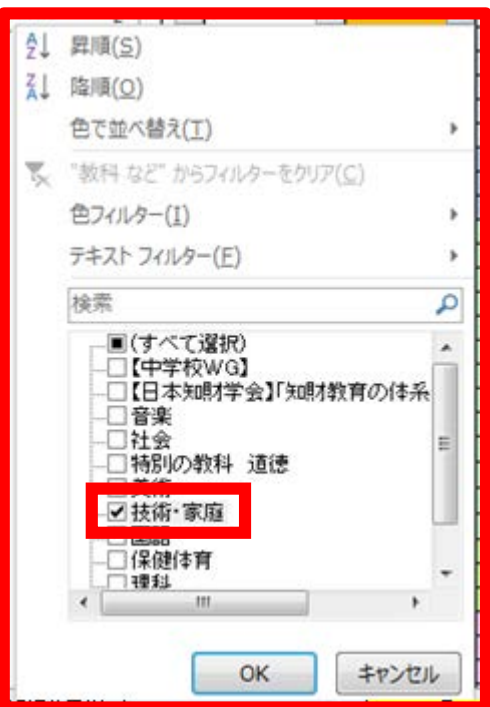 昇順(S)
降順(O)
色で並べ替え(T)
"教科 など" からフィルターをクリア(C)
色フィルター(I)
テキスト フィルター(F)
検索
(すべて選択)
【中学校WG】
【日本知財学会】「知財教育の体系
音楽
社会
特別の教科 道徳
美術
技術・家庭
国語
保健体育
理科
OK
キャンセル